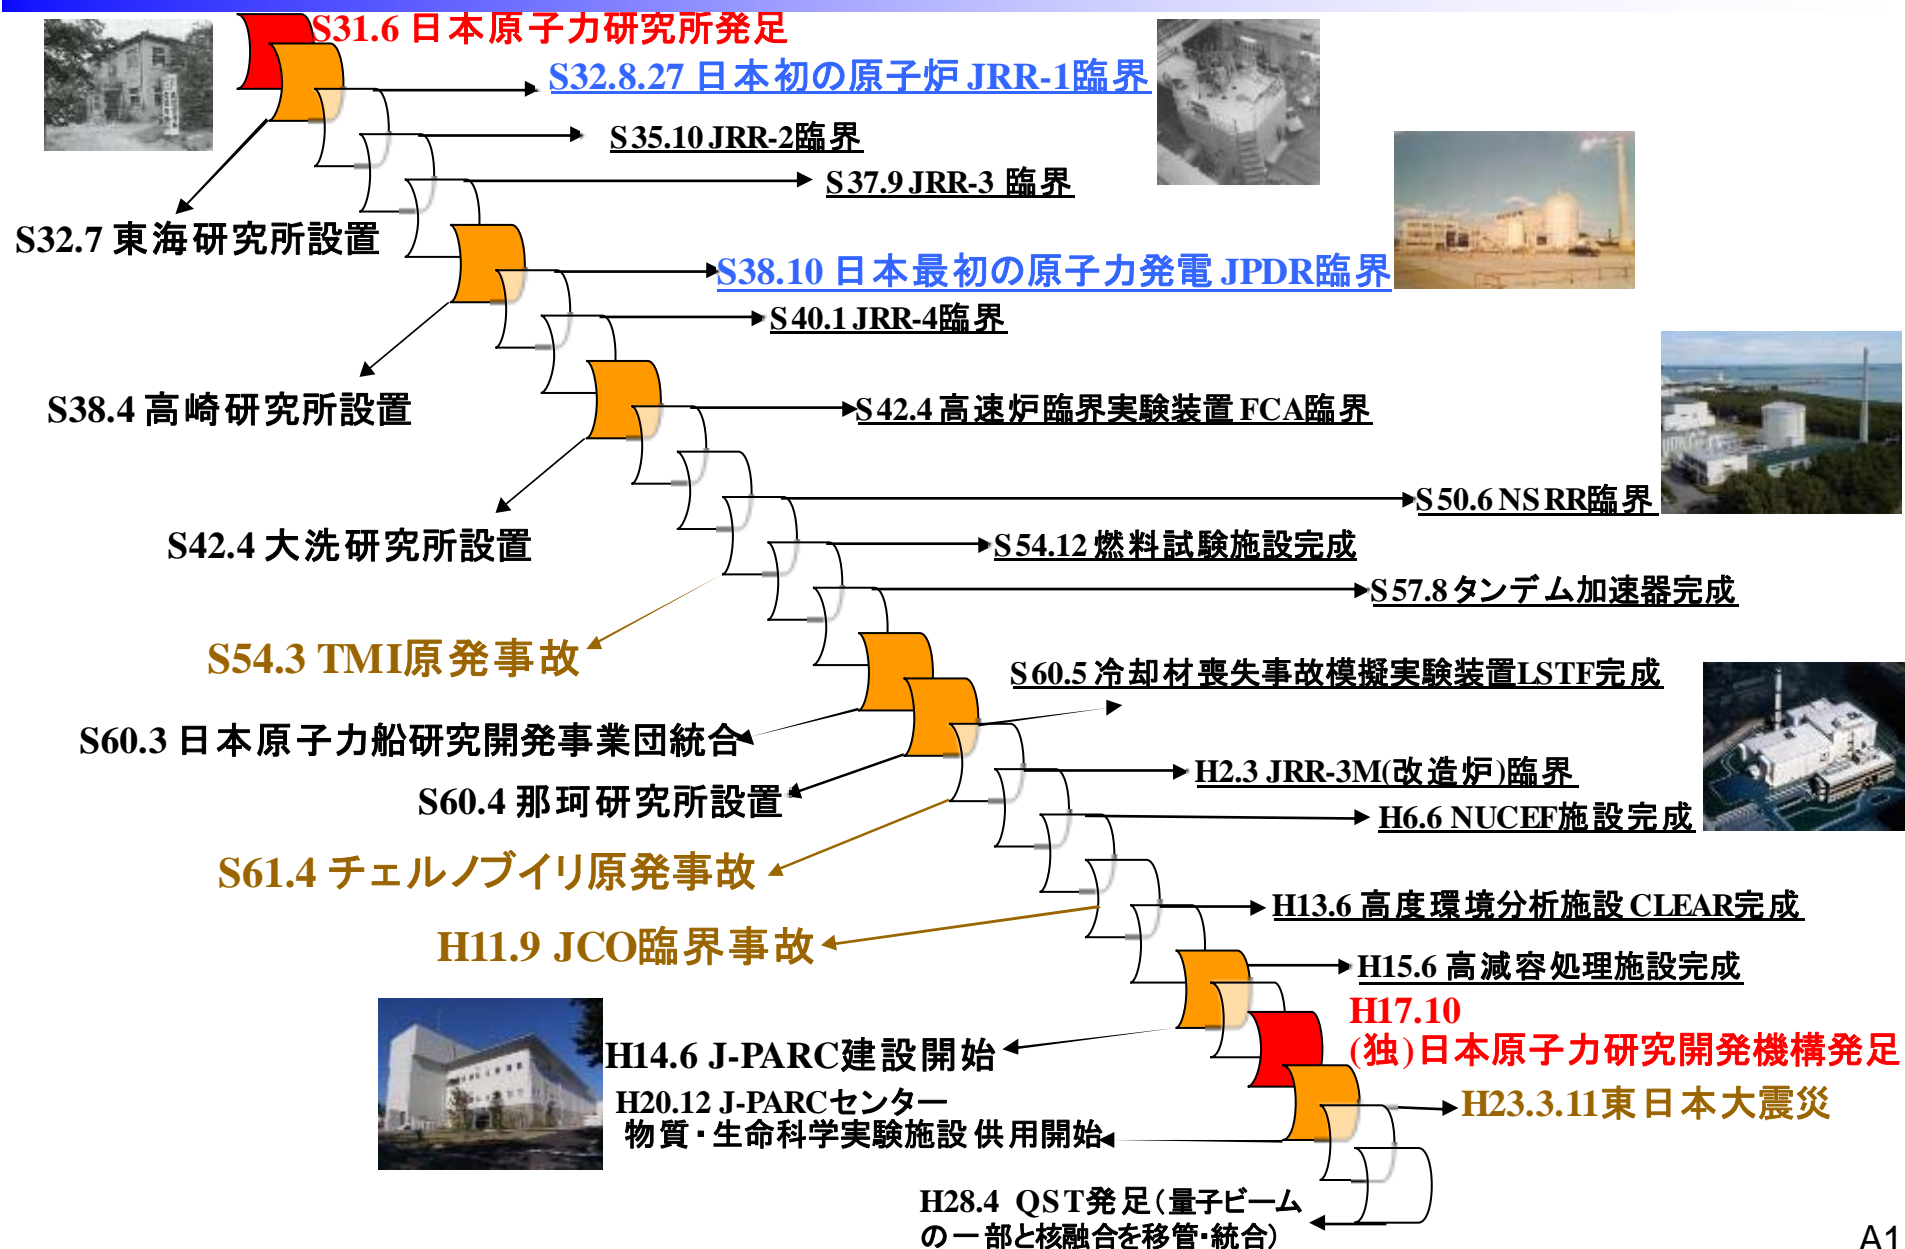 S31.6 日本原子力研究所発足
S32.8.27 日本初の原子炉 JRR-1臨界
S35.10 JRR-2臨界
S37.9 JRR-3 臨界
S32.7 東海研究所設置
S38.10 日本最初の原子力発電 JPDR臨界
S40.1 JRR-4臨界
S38.4 高崎研究所設置
S42.4 高速炉臨界実験装置 FCA臨界
S50.6 NSRR臨界
S42.4 大洗研究所設置
S54.12 燃料試験施設完成
S57.8 タンデム加速器完成
S54.3 TMI原発事故
S60.5 冷却材喪失事故模擬実験装置LSTF完成
S60.3 日本原子力船研究開発事業団統合
H2.3 JRR-3M(改造炉)臨界
S60.4 那珂研究所設置
H6.6 NUCEF施設完成
S61.4 チェルノブイリ原発事故
H13.6 高度環境分析施設 CLEAR完成
H11.9 JCO臨界事故
H15.6 高減容処理施設完成
H17.10
(独)日本原子力研究開発機構発足
H14.6 J-PARC建設開始
H20.12 J-PARCセンター
物質・生命科学実験施設 供用開始
H23.3.11東日本大震災
H28.4 QST発足(量子ビーム
の一部と核融合を移管・統合)
A1